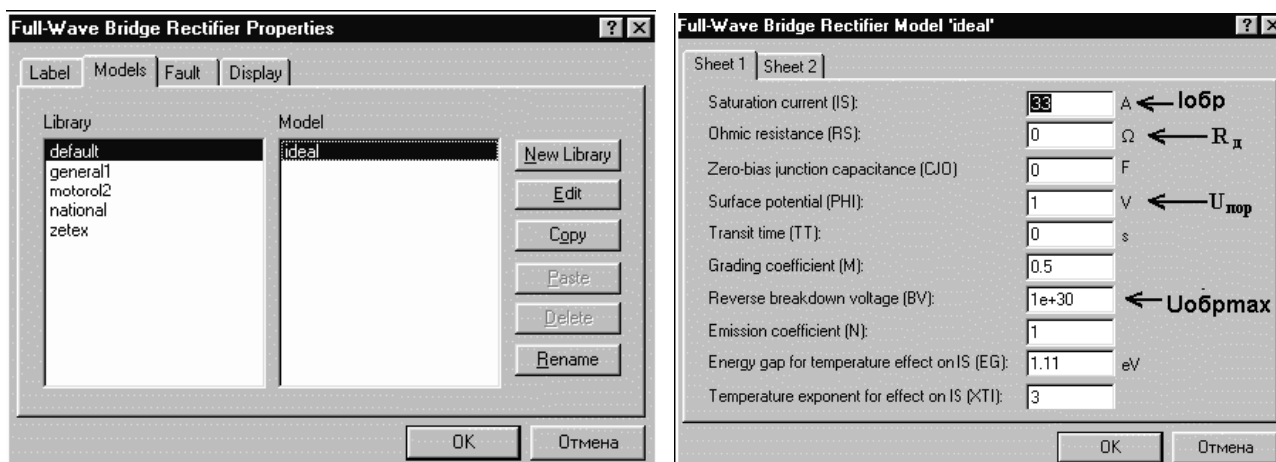 Full-Wave Bridge Rectifier Properties
Label Models Fault Display
Library Model
default ideal New Library
general1
motorol2 Edit
national
zetex Copy
Paste
Delete
Rename
OK Отмена
Full-Wave Bridge Rectifier Model 'ideal'
Sheet 1 Sheet 2
Saturation current (IS): 33 A Iобр
Ohmic resistance (RS): 0 Ω Rд
Zero-bias junction capacitance (CJO) 0 F
Surface potential (PHI): 1 V Uпор
Transit time (TT): 0 s
Grading coefficient (M): 0.5
Reverse breakdown voltage (BV): 1e+30 Uобрmax
Emission coefficient (N): 1
Energy gap for temperature effect on IS (EG): 1.11 eV
Temperature exponent for effect on IS (XTI): 3
OK Отмена